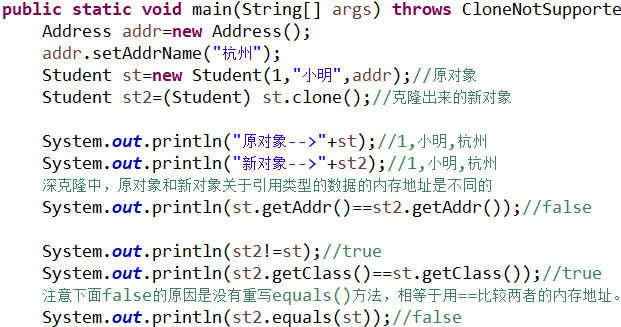 public static void main(String[] args) throws CloneNotSupporte
Address addr=new Address();
addr.setAddrName("杭州");
Student st=new Student(1,"小明",addr);//原对象
Student st2=(Student) st.clone();//克隆出来的新对象
System.out.println("原对象-->"+st);//1,小明,杭州
System.out.println("新对象-->"+st2);//1,小明,杭州
深克隆中，原对象和新对象关于引用类型的数据的内存地址是不同的
System.out.println(st.getAddr()==st2.getAddr());//false
System.out.println(st2!=st);//true
System.out.println(st2.getClass()==st.getClass());//true
注意下面false的原因是没有重写equals()方法，相等于用==比较两者的内存地址。
System.out.println(st2.equals(st));//false